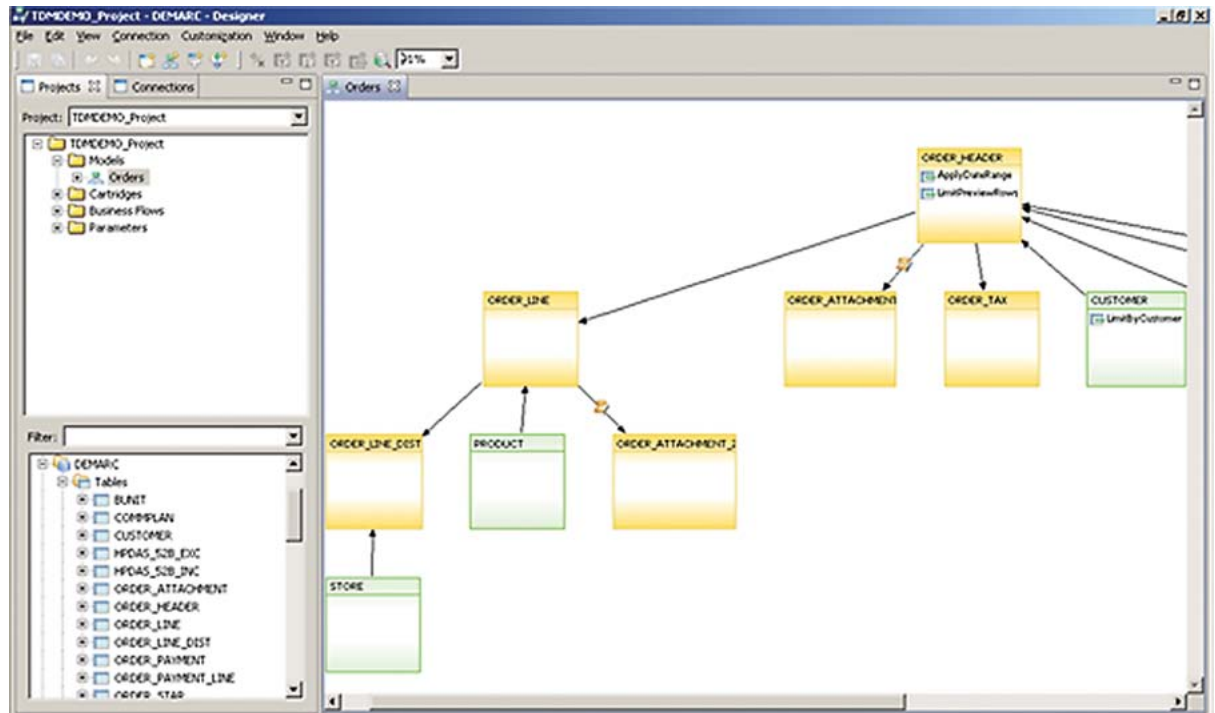 TDMDEMO_Project - DEMARC - Designer
File Edit View Connection Customization Window Help
91%
Projects Connections
Project: TDMDEMO_Project
TDMDEMO_Project
Models
Orders
Cartridges
Business Flows
Parameters
Filter:
DEMARC
Tables
BUNIT
COMMPLAN
CUSTOMER
HPDAS_52B_EXC
HPDAS_52B_INC
ORDER_ATTACHMENT
ORDER_HEADER
ORDER_LINE
ORDER_LINE_DIST
ORDER_PAYMENT
ORDER_PAYMENT_LINE
ORDER_STAR
Orders
ORDER_HEADER
ApplyDateRange
LimitPreviewRows
ORDER_LINE
ORDER_ATTACHMENT
ORDER_TAX
CUSTOMER
LimitByCustomer
ORDER_LINE_DIST
PRODUCT
ORDER_ATTACHMENT_2
STORE